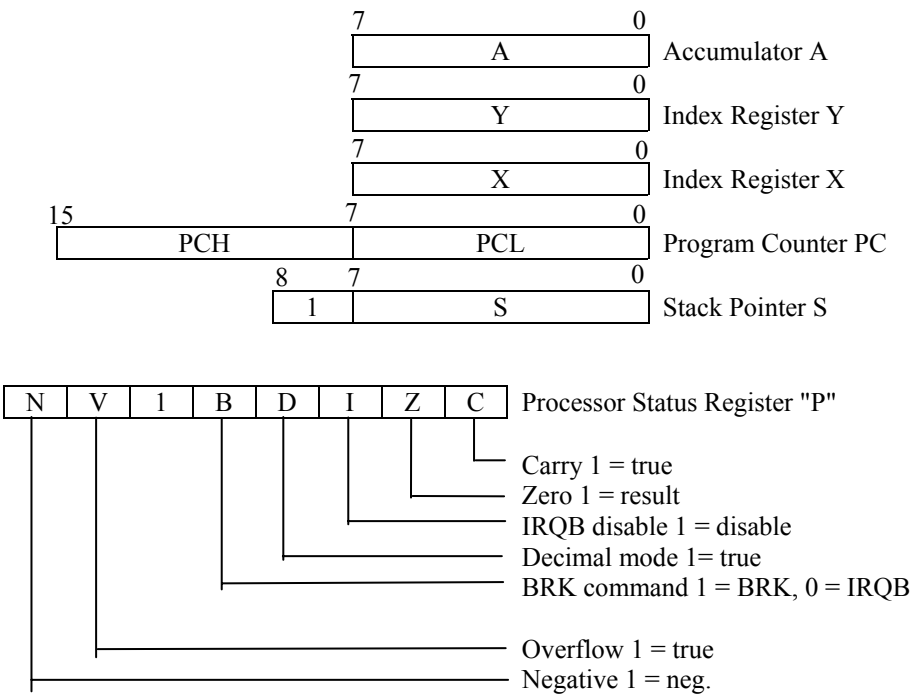 7 0
A Accumulator A
7 0
Y Index Register Y
7 0
X Index Register X
15 7 0
PCH PCL Program Counter PC
8 7 0
1 S Stack Pointer S
N V 1 B D I Z C Processor Status Register "P"
Carry 1 = true
Zero 1 = result
IRQB disable 1 = disable
Decimal mode 1= true
BRK command 1 = BRK, 0 = IRQB
Overflow 1 = true
Negative 1 = neg.